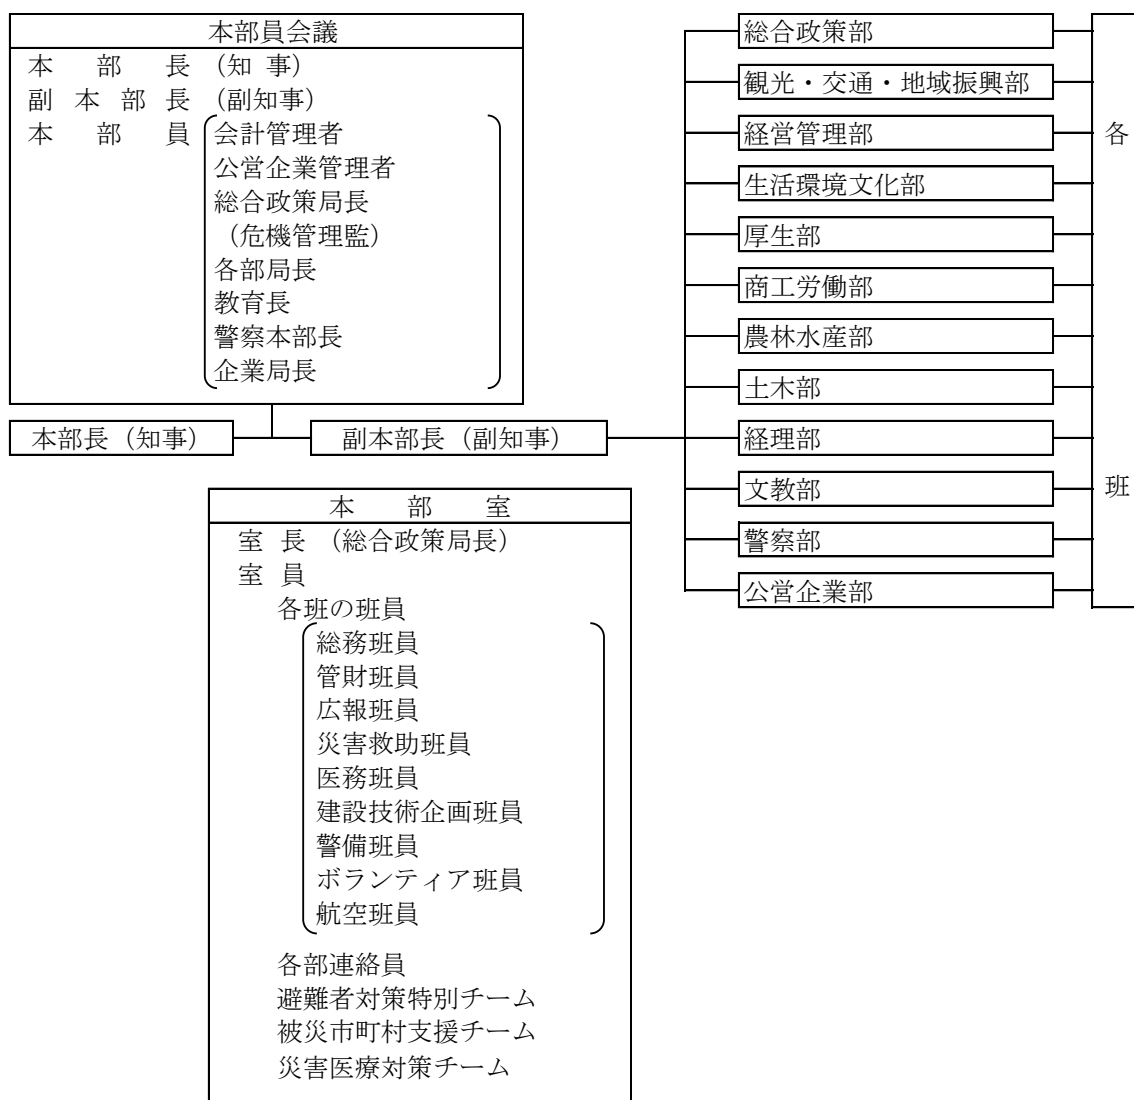 本部員会議
本部長（知事）
副本部長（副知事）
本部員
会計管理者
公営企業管理者
総合政策局長
（危機管理監）
各部局長
教育長
警察本部長
企業局長
本部長（知事）
副本部長（副知事）
総合政策部
観光・交通・地域振興部
経営管理部
生活環境文化部
厚生部
商工労働部
農林水産部
土木部
経理部
文教部
警察部
公営企業部
各班
本部室
室長（総合政策局長）
室員
各班の班員
総務班員
管財班員
広報班員
災害救助班員
医務班員
建設技術企画班員
警備班員
ボランティア班員
航空班員
各部連絡員
避難者対策特別チーム
被災市町村支援チーム
災害医療対策チーム